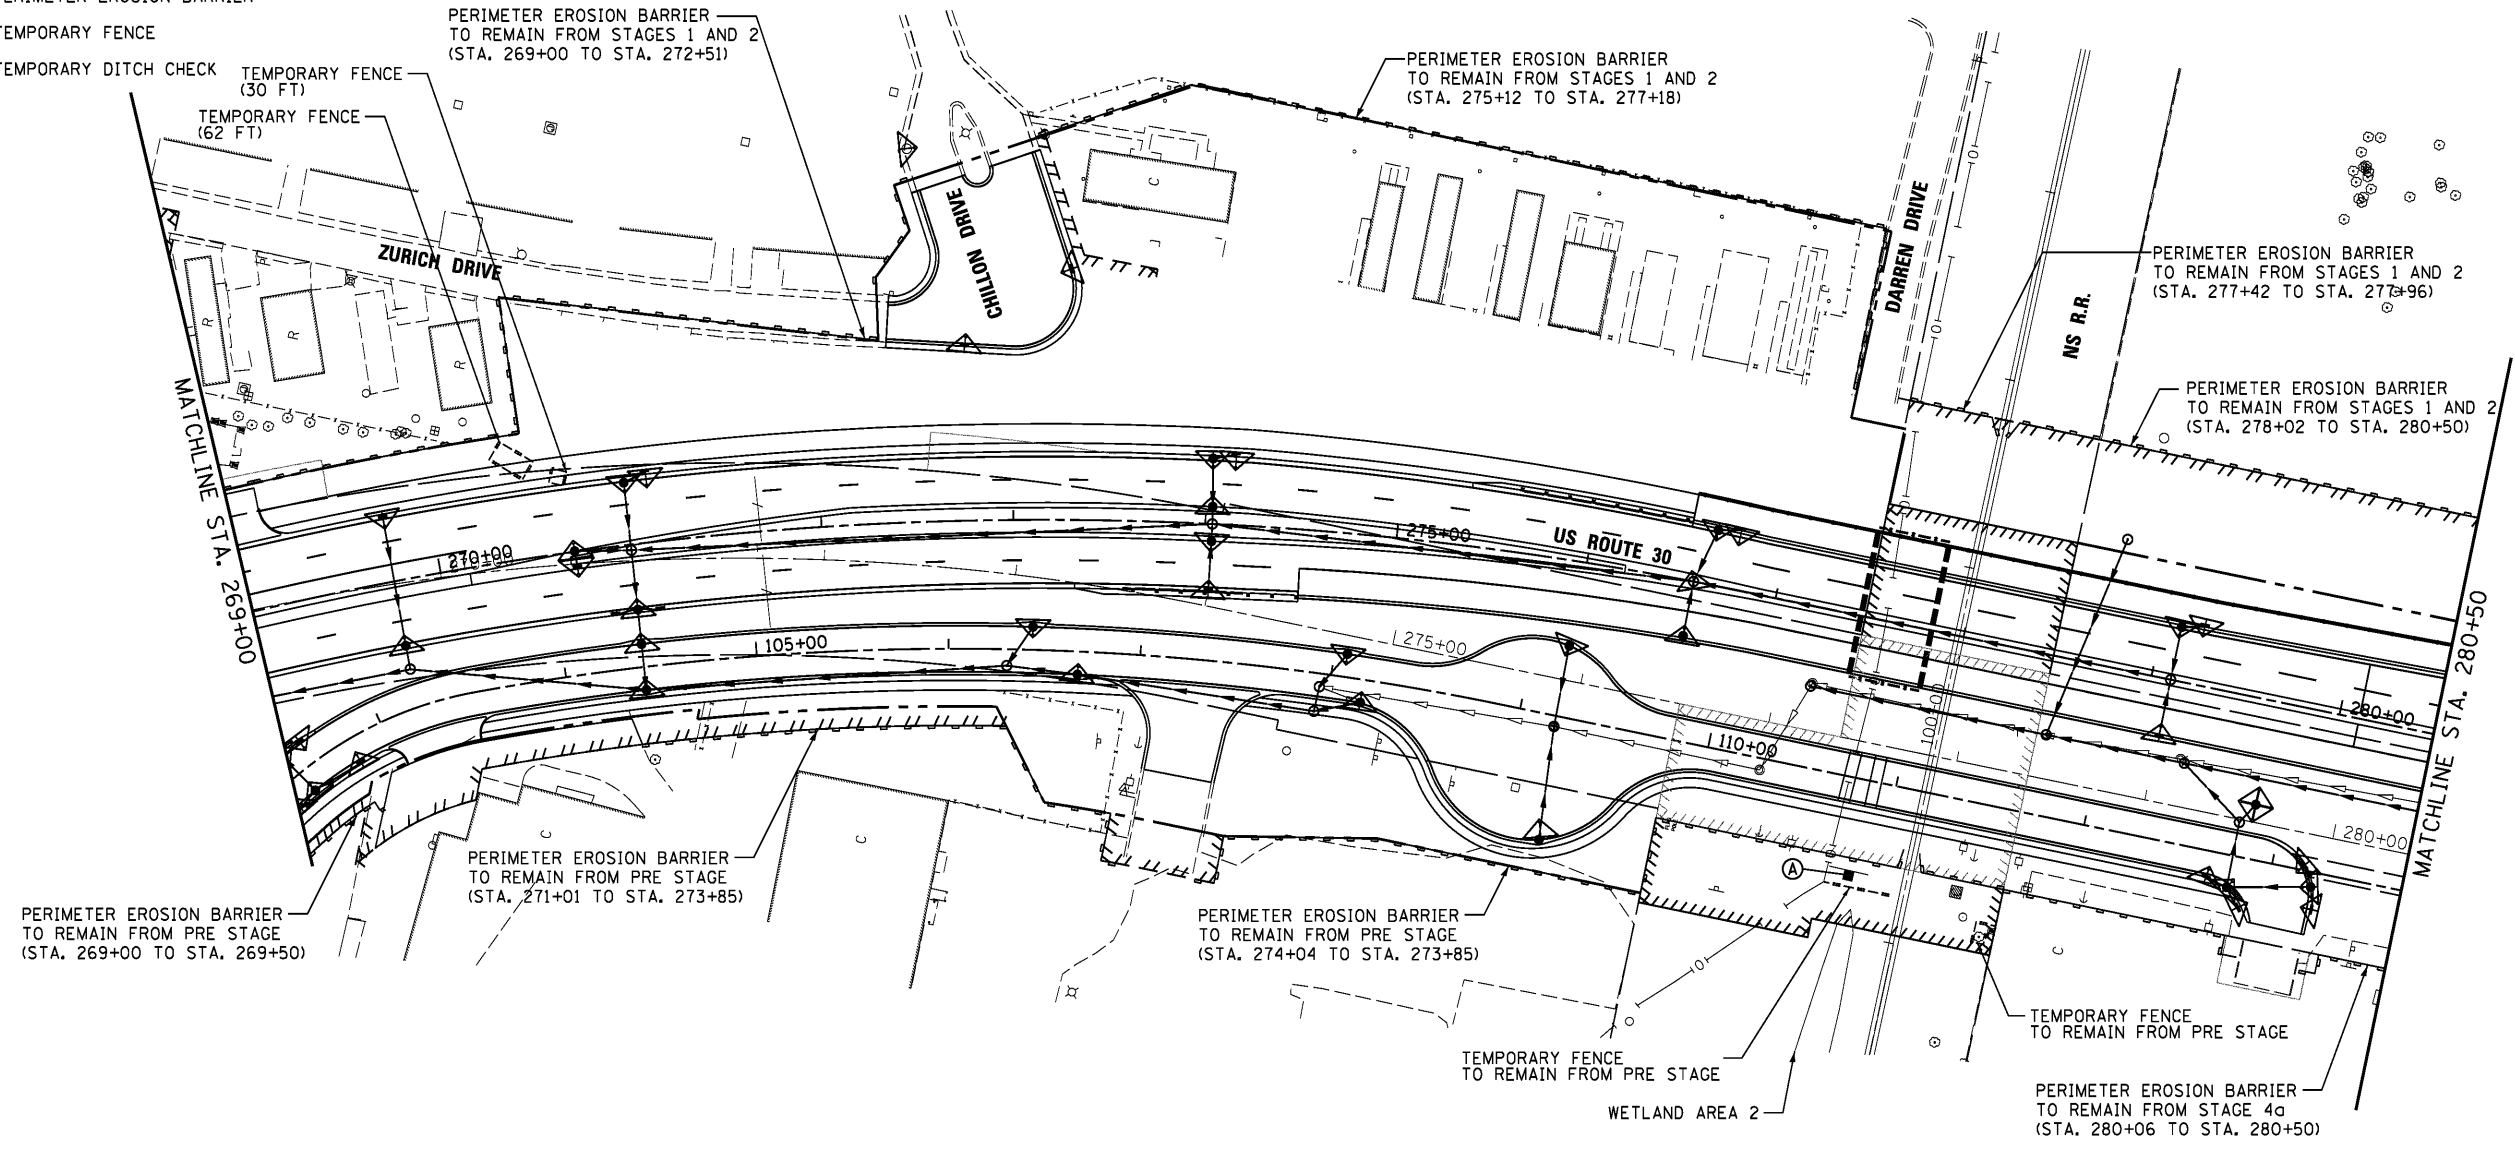 PERIMETER EROSION BARRIER
TEMPORARY FENCE
TEMPORARY DITCH CHECK
TEMPORARY FENCE
(30 FT)
TEMPORARY FENCE
(62 FT)
PERIMETER EROSION BARRIER
TO REMAIN FROM STAGES 1 AND 2
(STA. 269+00 TO STA. 272+51)
PERIMETER EROSION BARRIER
TO REMAIN FROM STAGES 1 AND 2
(STA. 275+12 TO STA. 277+18)
PERIMETER EROSION BARRIER
TO REMAIN FROM STAGES 1 AND 2
(STA. 277+42 TO STA. 277+96)
PERIMETER EROSION BARRIER
TO REMAIN FROM STAGES 1 AND 2
(STA. 278+02 TO STA. 280+50)
ZURICH DRIVE
CHILLON DRIVE
DARREN DRIVE
NS R.R.
R
R
R
C
MATCHLINE STA. 269+00
270+00
275+00
US ROUTE 30
105+00
275+00
110+00
100+0
280+00
280+00
MATCHLINE STA. 280+50
C
C
C
A
PERIMETER EROSION BARRIER
TO REMAIN FROM PRE STAGE
(STA. 269+00 TO STA. 269+50)
PERIMETER EROSION BARRIER
TO REMAIN FROM PRE STAGE
(STA. 271+01 TO STA. 273+85)
PERIMETER EROSION BARRIER
TO REMAIN FROM PRE STAGE
(STA. 274+04 TO STA. 273+85)
TEMPORARY FENCE
TO REMAIN FROM PRE STAGE
WETLAND AREA 2
TEMPORARY FENCE
TO REMAIN FROM PRE STAGE
PERIMETER EROSION BARRIER
TO REMAIN FROM STAGE 4a
(STA. 280+06 TO STA. 280+50)